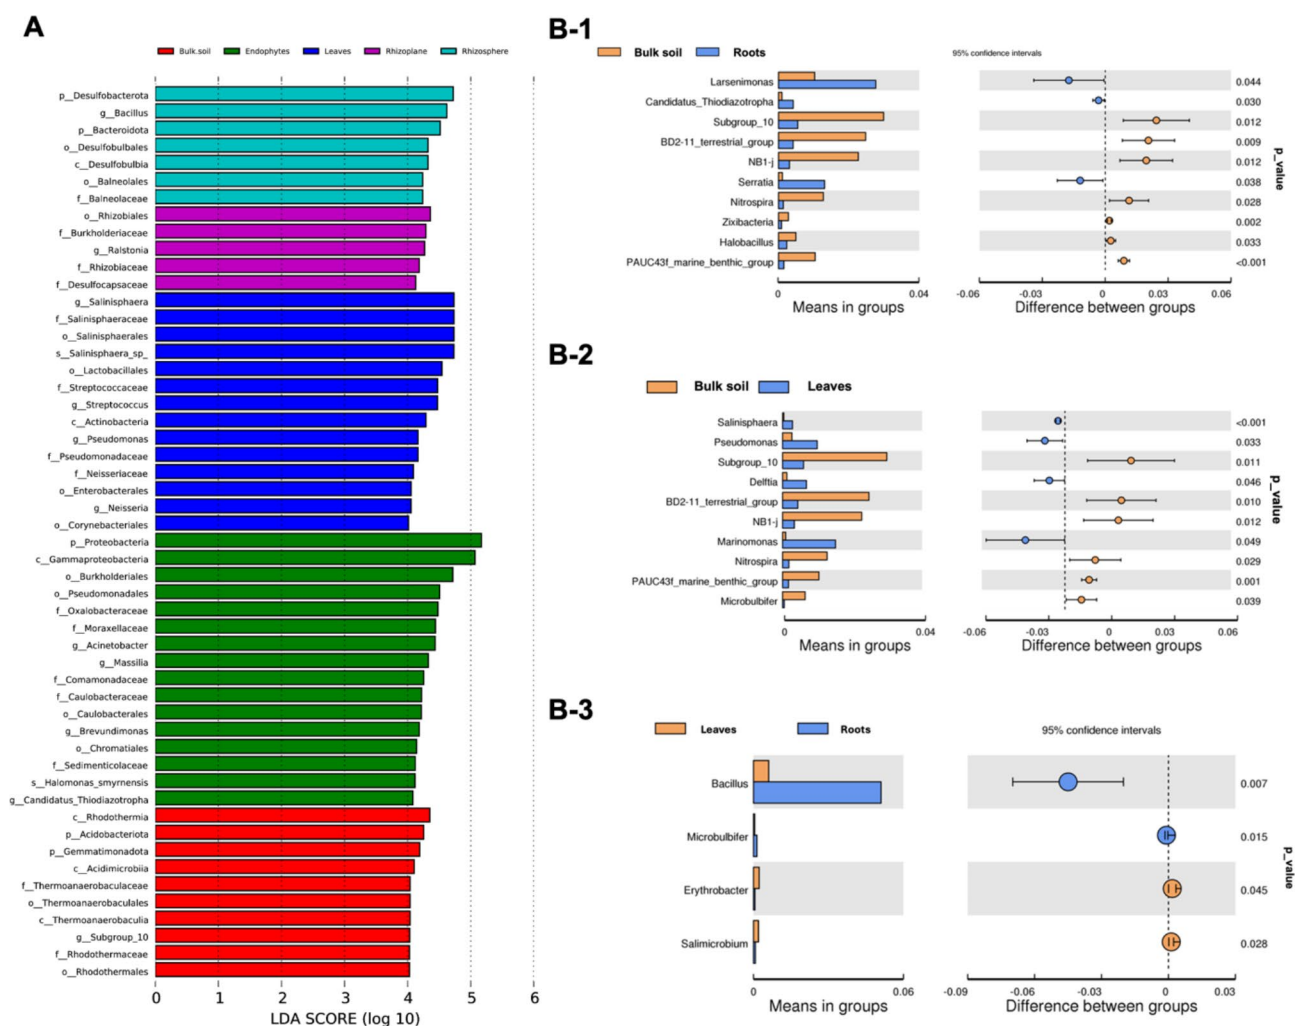 A
Bulk.soil Endophytes Leaves Rhizoplane Rhizosphere
p__Desulfobacterota
g__Bacillus
p__Bacteroidota
o__Desulfobulbales
c__Desulfobulbia
o__Balneolales
f__Balneolaceae
o__Rhizobiales
f__Burkholderiaceae
g__Ralstonia
f__Rhizobiaceae
f__Desulfocapsaceae
g__Salinisphaera
f__Salinisphaeraceae
o__Salinisphaerales
s__Salinisphaera_sp_
o__Lactobacillales
f__Streptococcaceae
g__Streptococcus
c__Actinobacteria
g__Pseudomonas
f__Pseudomonadaceae
f__Neisseriaceae
o__Enterobacterales
g__Neisseria
o__Corynebacteriales
p__Proteobacteria
c__Gammaproteobacteria
o__Burkholderiales
o__Pseudomonadales
f__Oxalobacteraceae
f__Moraxellaceae
g__Acinetobacter
g__Massilia
f__Comamonadaceae
f__Caulobacteraceae
o__Caulobacterales
g__Brevundimonas
o__Chromatiales
f__Sedimenticolaceae
s__Halomonas_smyrnensis
g__Candidatus_Thiodiazotropha
c__Rhodothermia
p__Acidobacteriota
p__Gemmatimonadota
c__Acidimicrobiia
f__Thermoanaerobaculaceae
o__Thermoanaerobaculales
c__Thermoanaerobaculia
g__Subgroup_10
f__Rhodothermaceae
o__Rhodothermales
0 1 2 3 4 5 6
LDA SCORE (log 10)
B-1
Bulk soil Roots
95% confidence intervals
Larsenimonas 0.044
Candidatus_Thiodiazotropha 0.030
Subgroup_10 0.012
BD2-11_terrestrial_group 0.009
NB1-j 0.012
Serratia 0.038
Nitrospira 0.028
Zixibacteria 0.002
Halobacillus 0.033
PAUC43f_marine_benthic_group <0.001
p_value
0 0.04 -0.06 -0.03 0 0.03 0.06
Means in groups Difference between groups
B-2
Bulk soil Leaves
Salinisphaera <0.001
Pseudomonas 0.033
Subgroup_10 0.011
Delftia 0.046
BD2-11_terrestrial_group 0.010
NB1-j 0.012
Marinomonas 0.049
Nitrospira 0.029
PAUC43f_marine_benthic_group 0.001
Microbulbifer 0.039
p_value
0 0.04 -0.06 -0.03 0 0.03 0.06
Means in groups Difference between groups
B-3
Leaves Roots
95% confidence intervals
Bacillus 0.007
Microbulbifer 0.015
Erythrobacter 0.045
Salimicrobium 0.028
p_value
0 0.06 -0.09 -0.06 -0.03 0 0.03
Means in groups Difference between groups